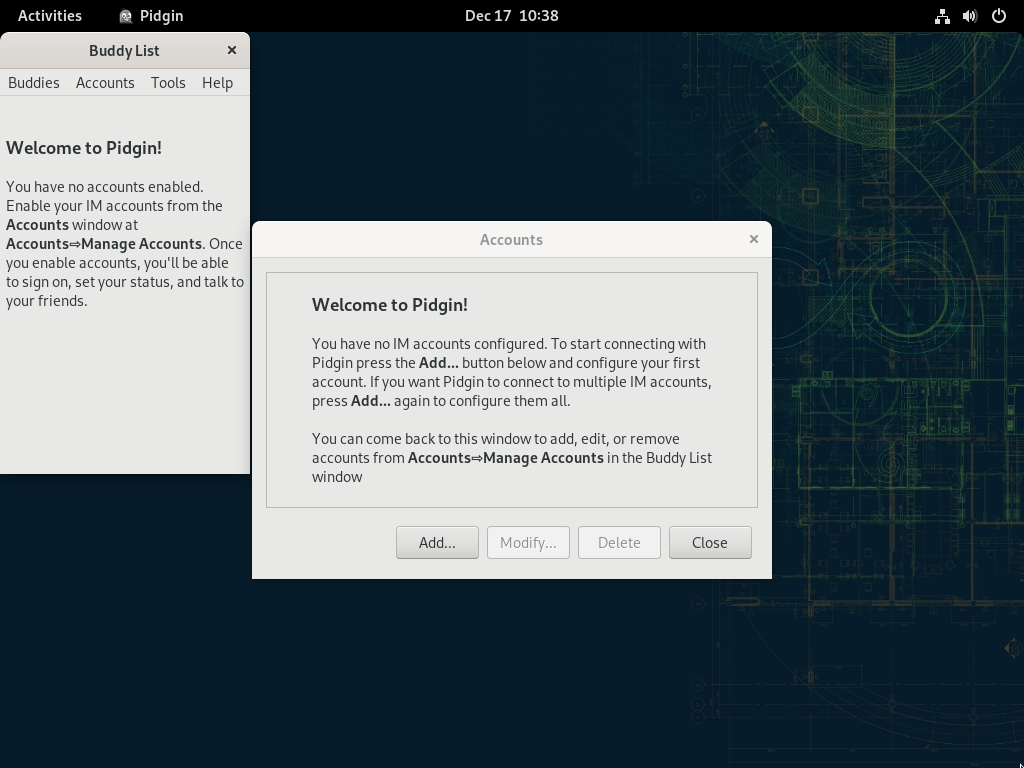 Activities
Pidgin
Dec 17 10:38
Buddy List
Buddies Accounts Tools Help
Welcome to Pidgin!
You have no accounts enabled.
Enable your IM accounts from the
Accounts window at
Accounts⇨Manage Accounts. Once
you enable accounts, you'll be able
to sign on, set your status, and talk to
your friends.
Accounts
Welcome to Pidgin!
You have no IM accounts configured. To start connecting with
Pidgin press the Add... button below and configure your first
account. If you want Pidgin to connect to multiple IM accounts,
press Add... again to configure them all.
You can come back to this window to add, edit, or remove
accounts from Accounts⇨Manage Accounts in the Buddy List
window
Add... Modify... Delete Close